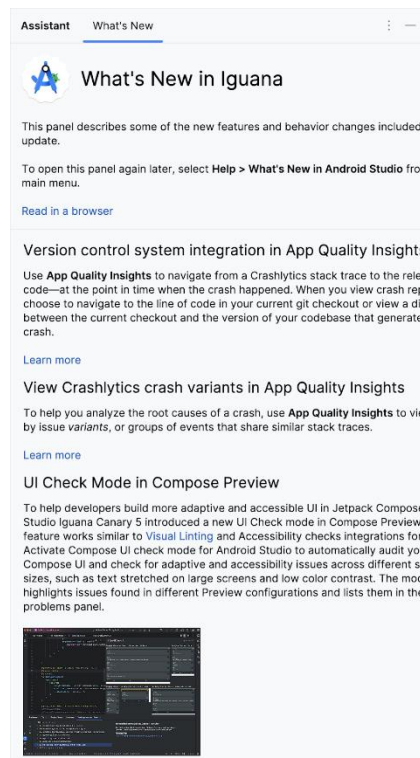 Assistant What's New
What's New in Iguana
This panel describes some of the new features and behavior changes included
update.
To open this panel again later, select Help > What's New in Android Studio fro
main menu.
Read in a browser
Version control system integration in App Quality Insights
Use App Quality Insights to navigate from a Crashlytics stack trace to the rele
code—at the point in time when the crash happened. When you view crash rep
choose to navigate to the line of code in your current git checkout or view a di
between the current checkout and the version of your codebase that generate
crash.
Learn more
View Crashlytics crash variants in App Quality Insights
To help you analyze the root causes of a crash, use App Quality Insights to vie
by issue variants, or groups of events that share similar stack traces.
Learn more
UI Check Mode in Compose Preview
To help developers build more adaptive and accessible UI in Jetpack Compose
Studio Iguana Canary 5 introduced a new UI Check mode in Compose Preview
feature works similar to Visual Linting and Accessibility checks integrations for
Activate Compose UI check mode for Android Studio to automatically audit yo
Compose UI and check for adaptive and accessibility issues across different s
sizes, such as text stretched on large screens and low color contrast. The mod
highlights issues found in different Preview configurations and lists them in the
problems panel.